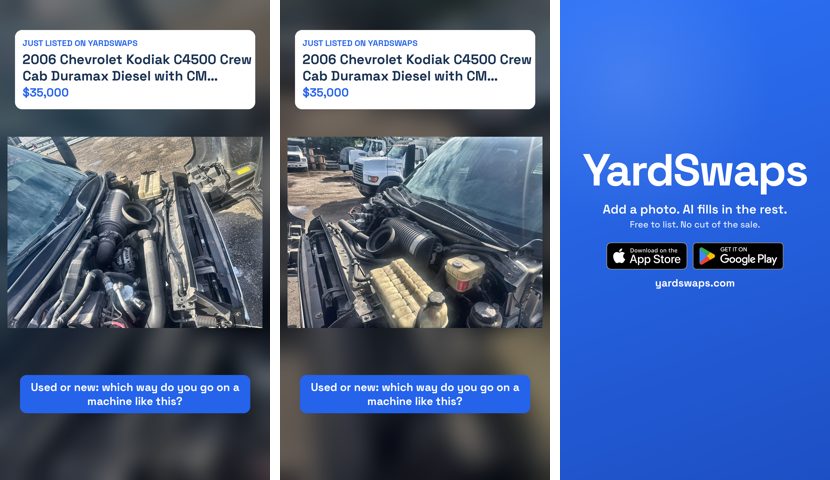 JUST LISTED ON YARDSWAPS
2006 Chevrolet Kodiak C4500 Crew
Cab Duramax Diesel with CM...
$35,000
Used or new: which way do you go on a
machine like this?
JUST LISTED ON YARDSWAPS
2006 Chevrolet Kodiak C4500 Crew
Cab Duramax Diesel with CM...
$35,000
Used or new: which way do you go on a
machine like this?
YardSwaps
Add a photo. AI fills in the rest.
Free to list. No cut of the sale.
Download on the
App Store
GET IT ON
Google Play
yardswaps.com